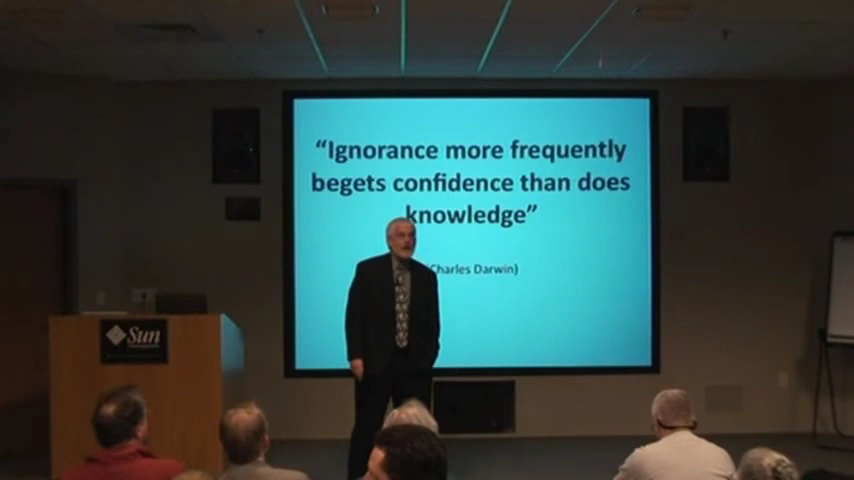 “Ignorance more frequently
begets confidence than does
knowledge”
(Charles Darwin)
Sun